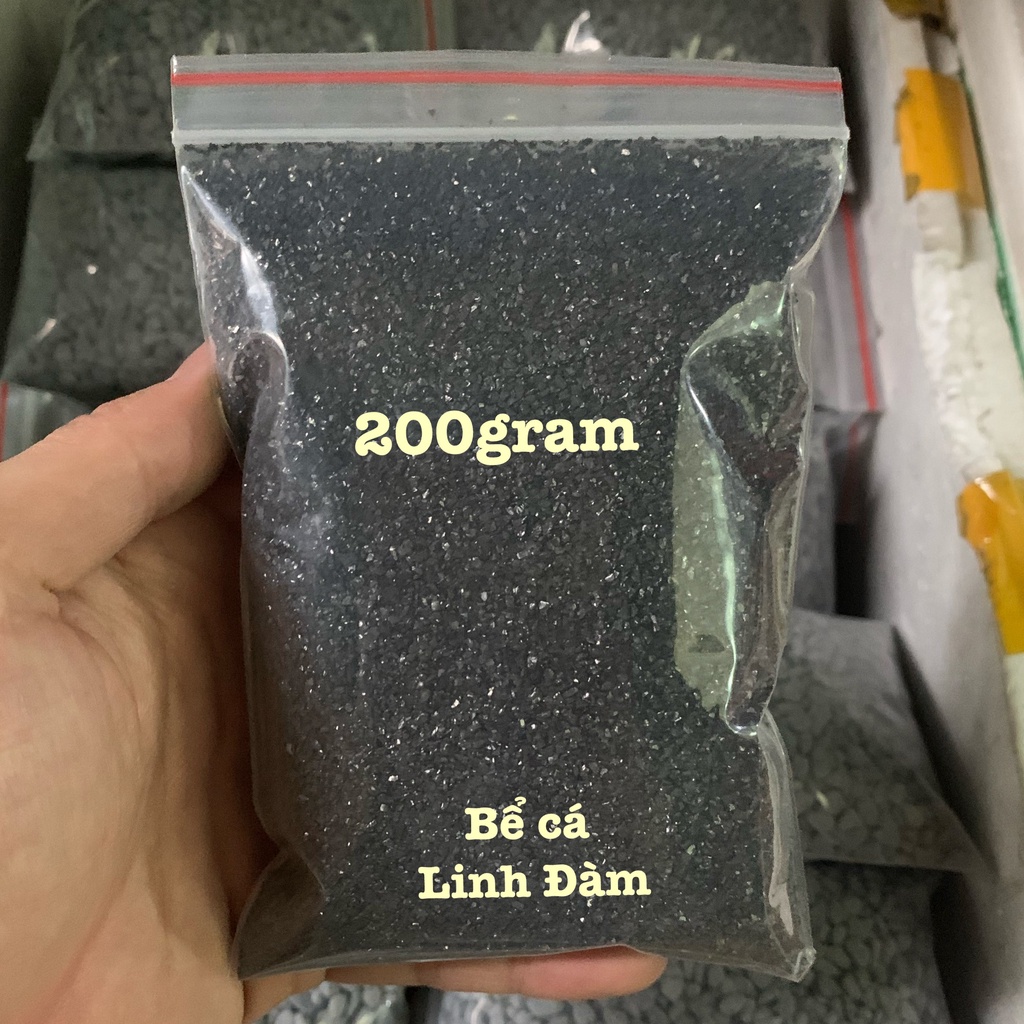 200gram
Bể cá
Linh Đàm